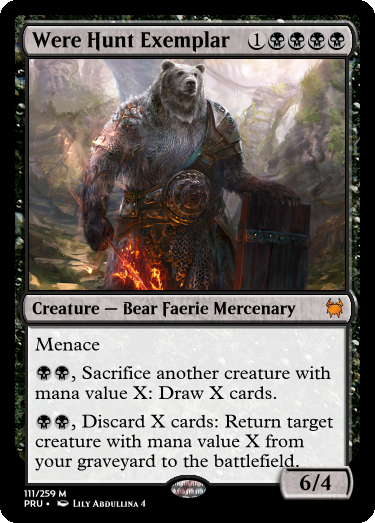 Were Hunt Exemplar 1
Creature — Bear Faerie Mercenary
Menace
, Sacrifice another creature with
mana value X: Draw X cards.
, Discard X cards: Return target
creature with mana value X from
your graveyard to the battlefield.
6/4
111/259 M
PRU • Lily Abdullina 4